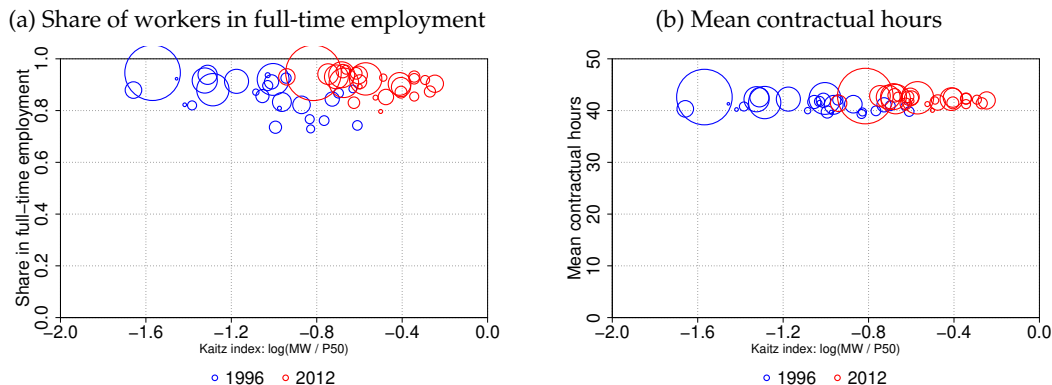 (a) Share of workers in full-time employment
Share in full-time employment
1.0
0.8
0.6
0.4
0.2
0.0
−2.0 −1.6 −1.2 −0.8 −0.4 0.0
Kaitz index: log(MW / P50)
1996 2012
(b) Mean contractual hours
Mean contractual hours
50
40
30
20
10
0
−2.0 −1.6 −1.2 −0.8 −0.4 0.0
Kaitz index: log(MW / P50)
1996 2012